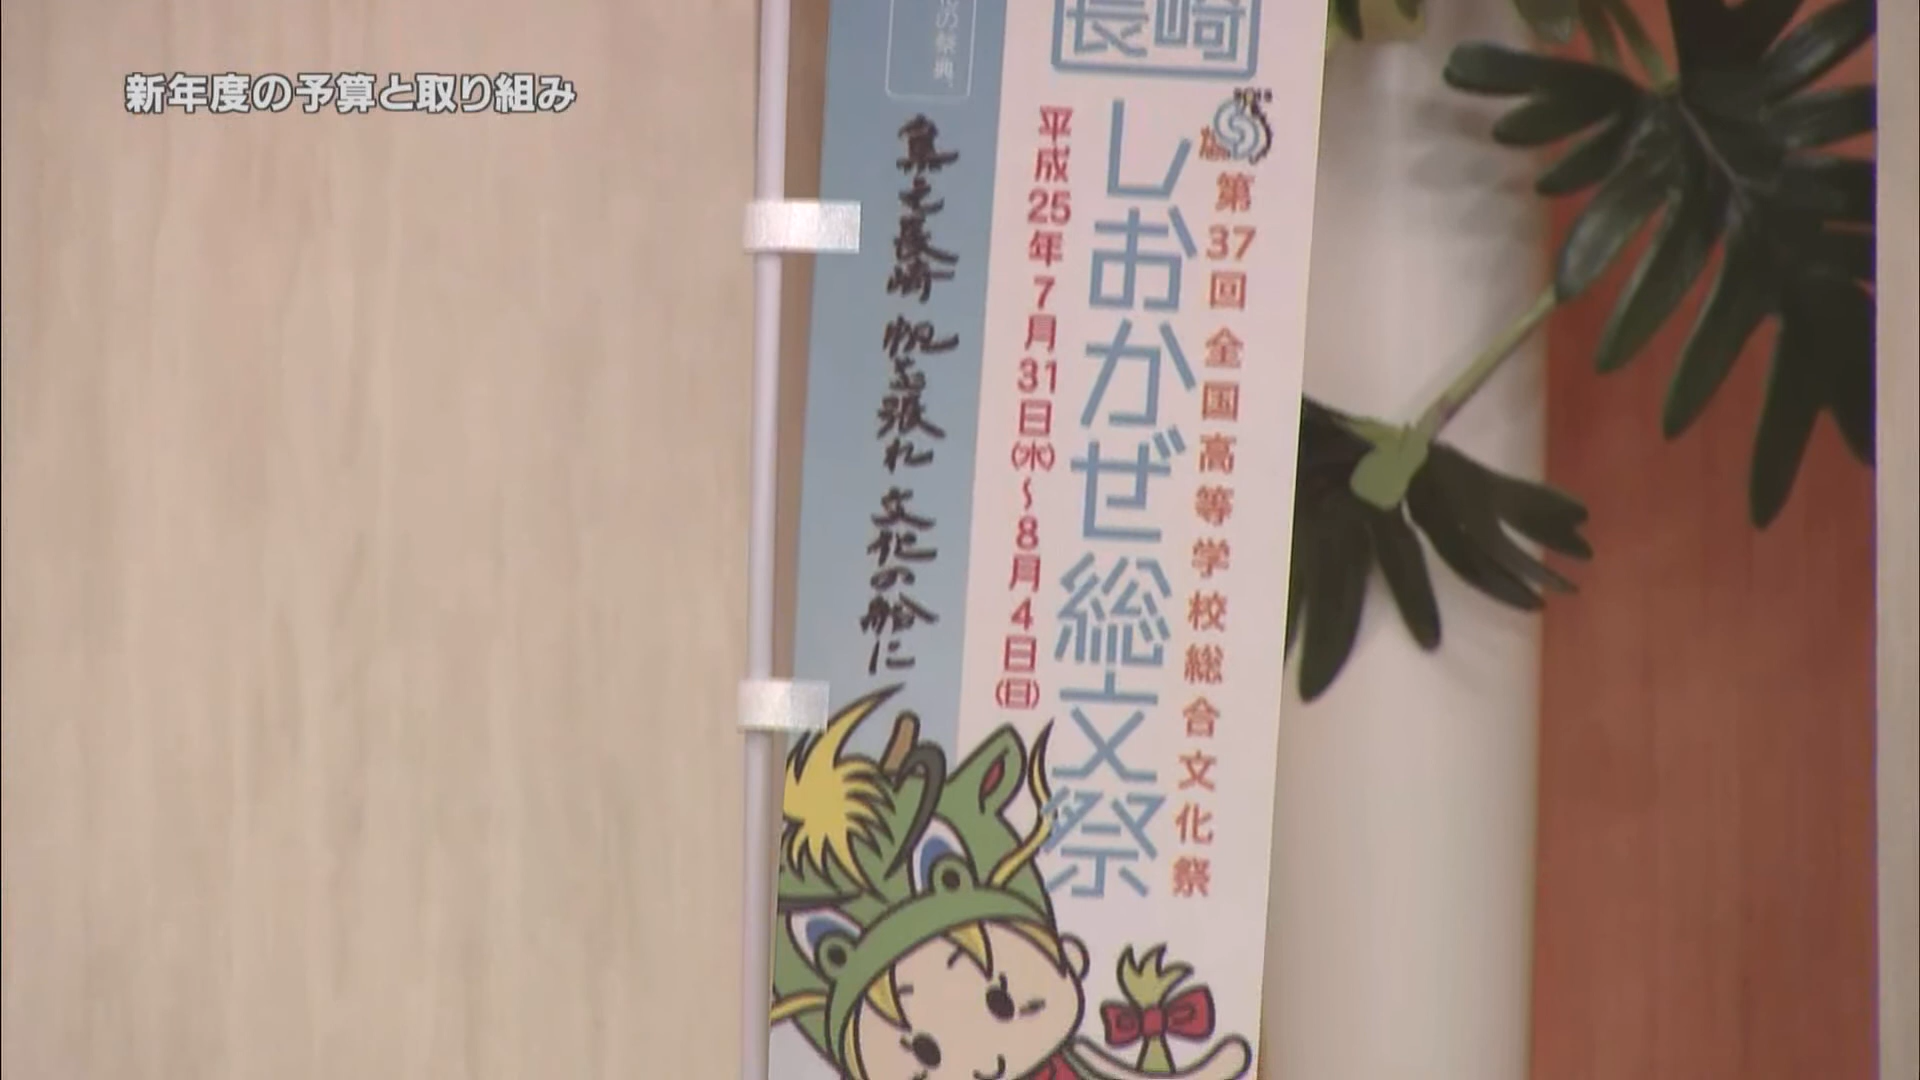 新年度の予算と取り組み
長崎
しおかぜ総文祭
第37回全国高等学校総合文化祭
平成25年7月31日(水)~8月4日(日)
の祭典。
集え長崎 帆を張れ 文化の船に